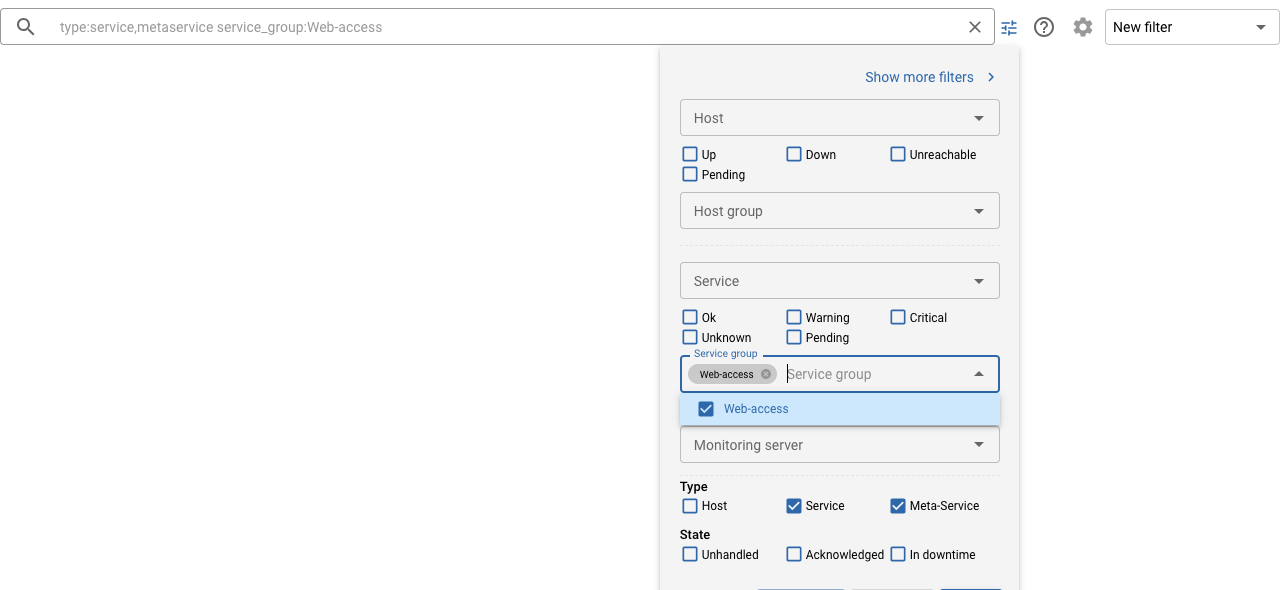 type:service,metaservice service_group:Web-access
New filter
Show more filters
Host
Up Down Unreachable
Pending
Host group
Service
Ok Warning Critical
Unknown Pending
Service group
Web-access Service group
Web-access
Monitoring server
Type
Host Service Meta-Service
State
Unhandled Acknowledged In downtime